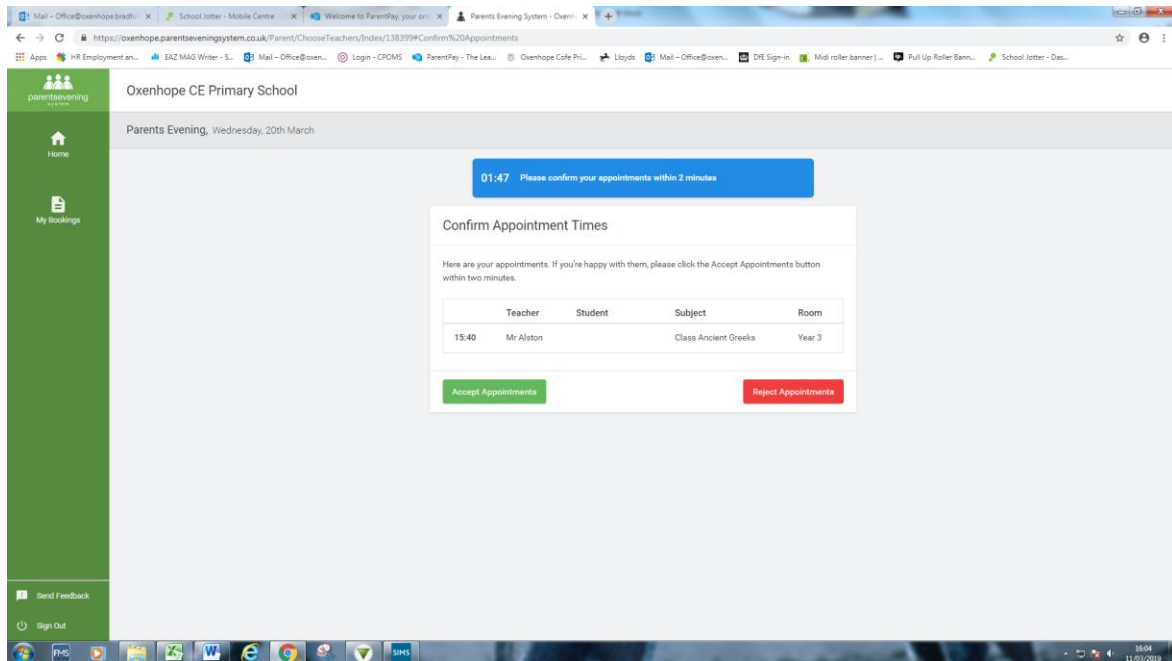 Mail – Office@oxenhope.bradfo
School Jotter - Mobile Centre
Welcome to ParentPay, your on
Parents Evening System - Oxenh
https://oxenhope.parentseveningsystem.co.uk/Parent/ChooseTeachers/Index/138399#Confirm%20Appointments
Apps
HR Employment an...
EAZ MAG Writer - S...
Mail – Office@oxen...
Login - CPOMS
ParentPay - The Lea...
Oxenhope Cofe Pri...
Lloyds
Mail – Office@oxen...
DfE Sign-in
Midi roller banner | ...
Pull Up Roller Bann...
School Jotter - Das...
parentsevening
system
Oxenhope CE Primary School
Home
Parents Evening, Wednesday, 20th March
My Bookings
01:47 Please confirm your appointments within 2 minutes
Confirm Appointment Times
Here are your appointments. If you're happy with them, please click the Accept Appointments button
within two minutes.
Teacher Student Subject Room
15:40 Mr Alston Class Ancient Greeks Year 3
Accept Appointments Reject Appointments
Send Feedback
Sign Out
FMS
SIMS
16:04
11/03/2019